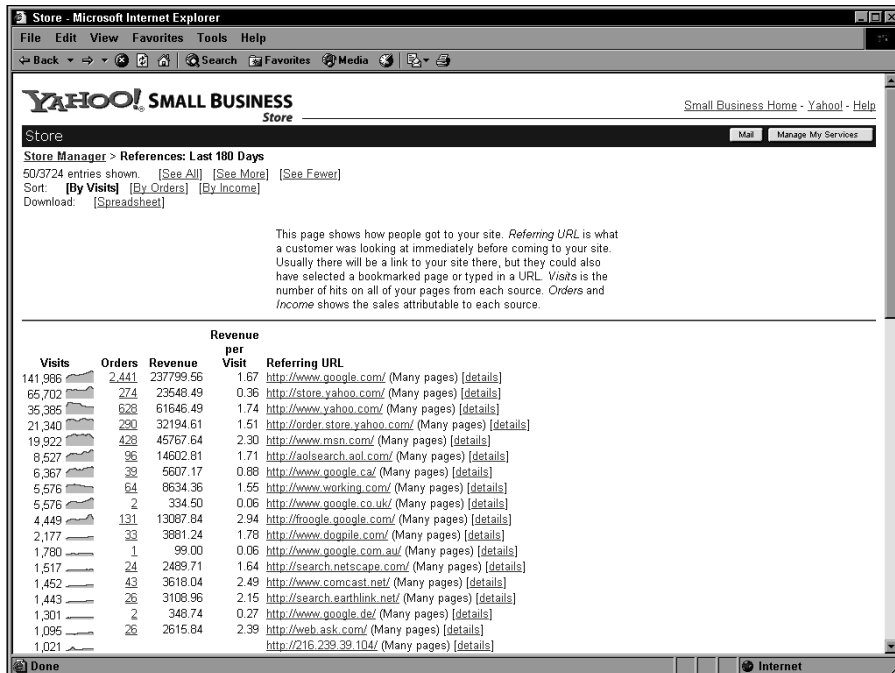 Store - Microsoft Internet Explorer
File Edit View Favorites Tools Help
Back Search Favorites Media
YAHOO! SMALL BUSINESS
Store
Small Business Home - Yahoo! - Help
Store Mail Manage My Services
Store Manager > References: Last 180 Days
50/3724 entries shown. [See All] [See More] [See Fewer]
Sort: [By Visits] [By Orders] [By Income]
Download: [Spreadsheet]
This page shows how people got to your site. Referring URL is what
a customer was looking at immediately before coming to your site.
Usually there will be a link to your site there, but they could also
have selected a bookmarked page or typed in a URL. Visits is the
number of hits on all of your pages from each source. Orders and
Income shows the sales attributable to each source.
Revenue
per
Visits Orders Revenue Visit Referring URL
141,986 2,441 237799.56 1.67 http://www.google.com/ (Many pages) [details]
65,702 274 23548.49 0.36 http://store.yahoo.com/ (Many pages) [details]
35,385 628 61646.49 1.74 http://www.yahoo.com/ (Many pages) [details]
21,340 290 32194.61 1.51 http://order.store.yahoo.com/ (Many pages) [details]
19,922 428 45767.64 2.30 http://www.msn.com/ (Many pages) [details]
8,527 96 14602.81 1.71 http://aolsearch.aol.com/ (Many pages) [details]
6,367 39 5607.17 0.88 http://www.google.ca/ (Many pages) [details]
5,576 64 8634.36 1.55 http://www.working.com/ (Many pages) [details]
5,576 2 334.50 0.06 http://www.google.co.uk/ (Many pages) [details]
4,449 131 13087.84 2.94 http://froogle.google.com/ (Many pages) [details]
2,177 33 3881.24 1.78 http://www.dogpile.com/ (Many pages) [details]
1,780 1 99.00 0.06 http://www.google.com.au/ (Many pages) [details]
1,517 24 2489.71 1.64 http://search.netscape.com/ (Many pages) [details]
1,452 43 3618.04 2.49 http://www.comcast.net/ (Many pages) [details]
1,443 26 3108.96 2.15 http://search.earthlink.net/ (Many pages) [details]
1,301 2 348.74 0.27 http://www.google.de/ (Many pages) [details]
1,095 26 2615.84 2.39 http://web.ask.com/ (Many pages) [details]
1,021 http://216.239.39.104/ (Many pages) [details]
Done Internet